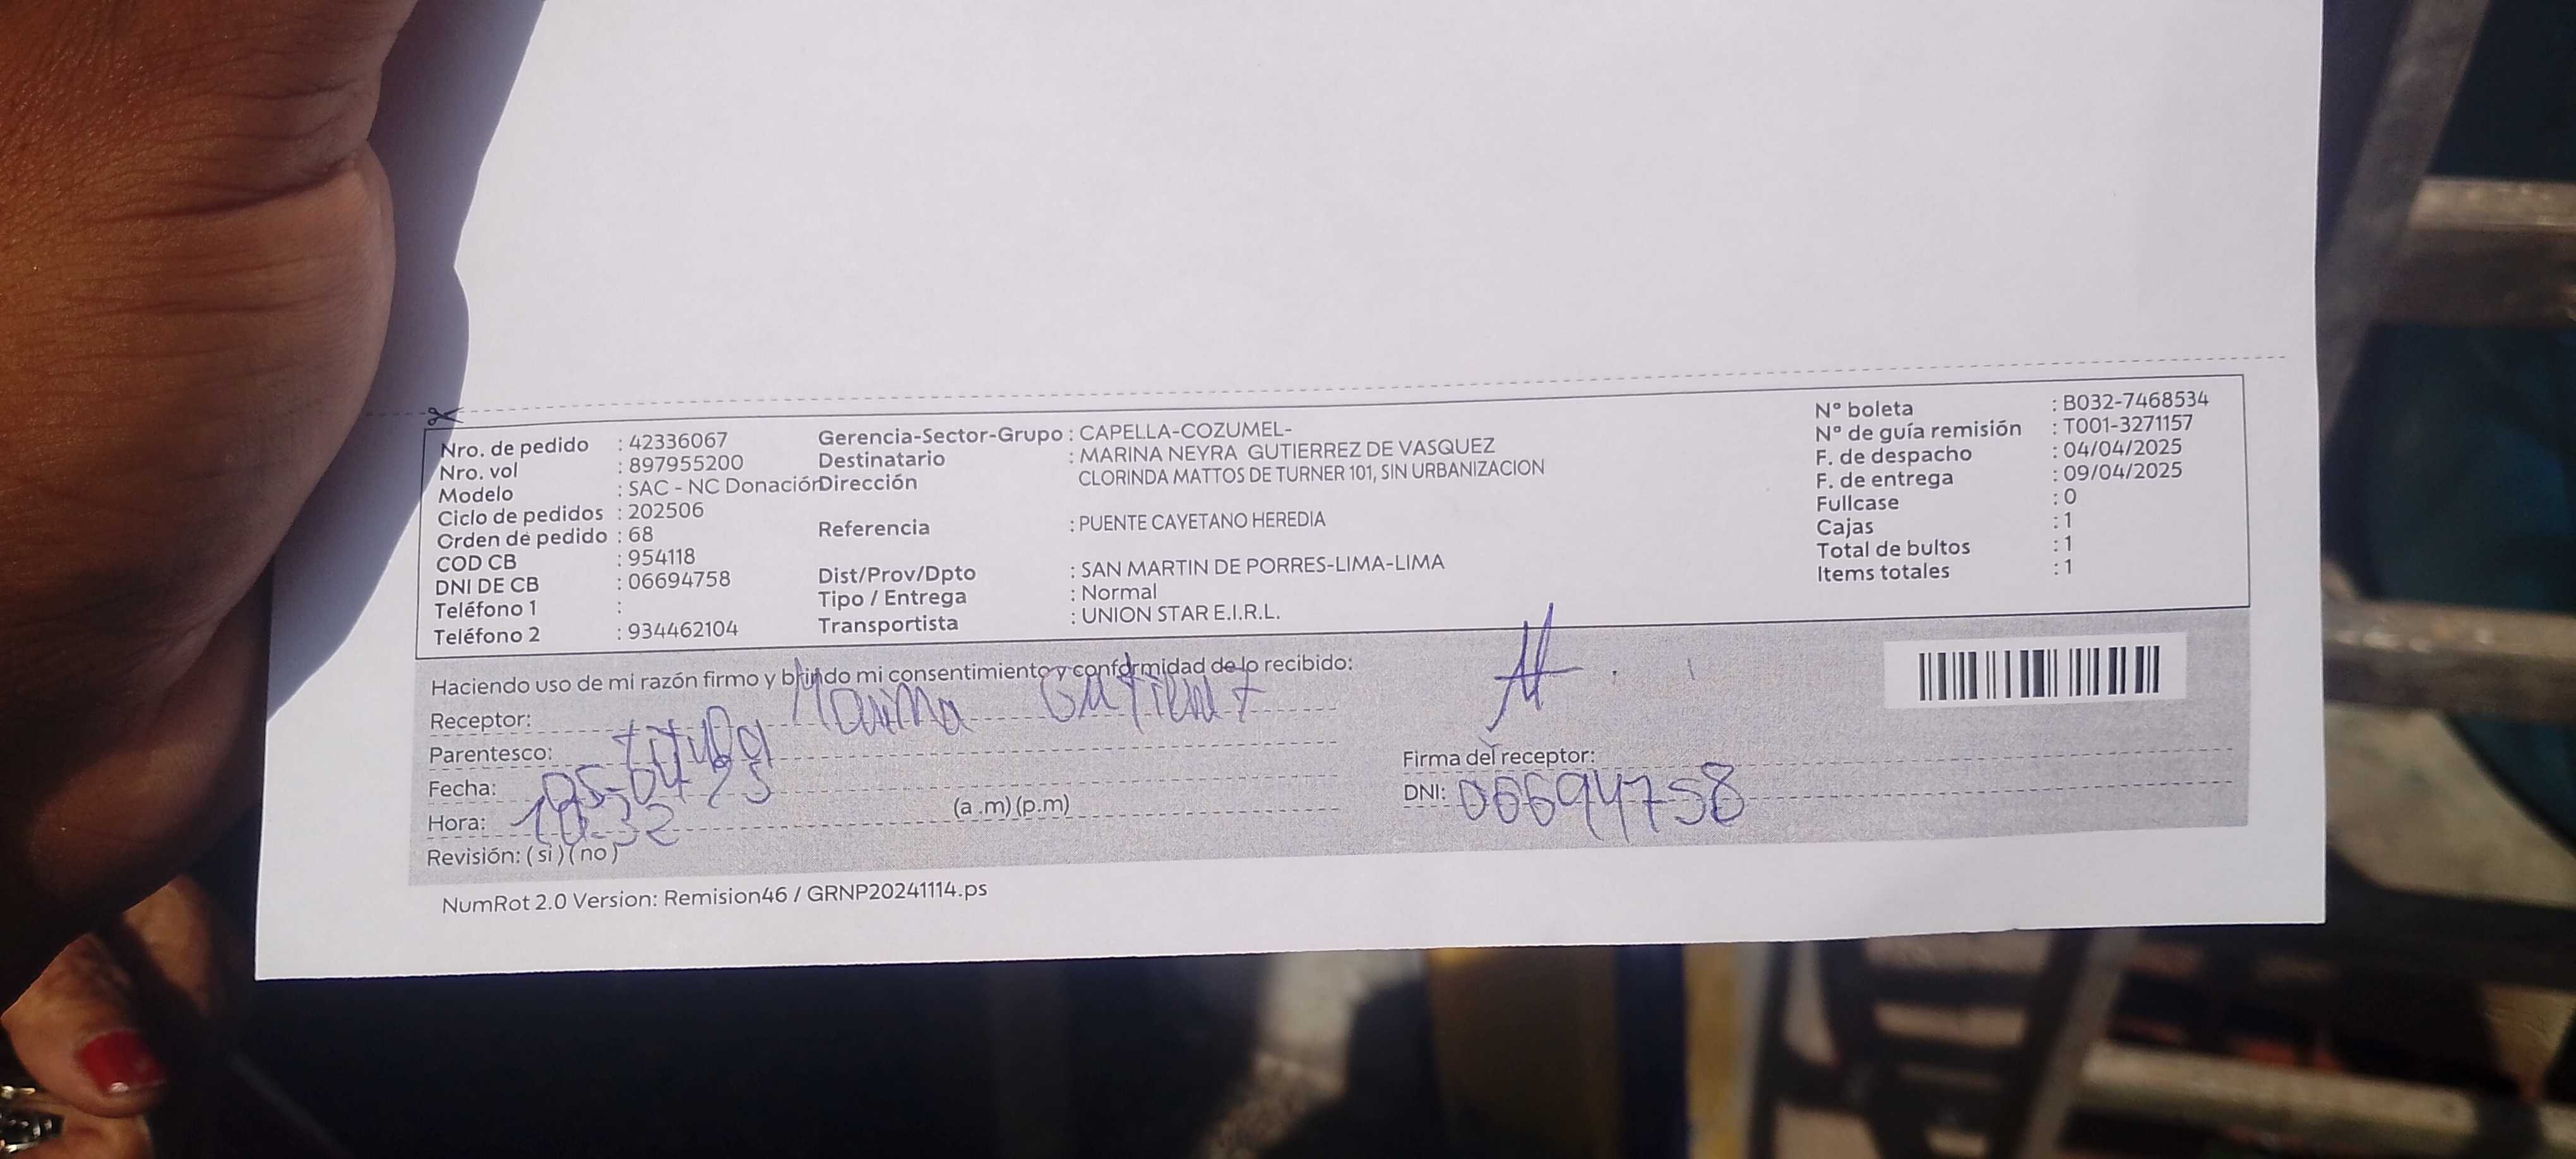 Nro. de pedido : 42336067
Nro. vol : 897955200
Modelo : SAC - NC Donación
Ciclo de pedidos : 202506
Orden de pedido : 68
COD CB : 954118
DNI DE CB : 06694758
Teléfono 1 :
Teléfono 2 : 934462104
Gerencia-Sector-Grupo : CAPELLA-COZUMEL-
Destinatario : MARINA NEYRA GUTIERREZ DE VASQUEZ
Dirección CLORINDA MATTOS DE TURNER 101, SIN URBANIZACION
Referencia : PUENTE CAYETANO HEREDIA
Dist/Prov/Dpto : SAN MARTIN DE PORRES-LIMA-LIMA
Tipo / Entrega : Normal
Transportista : UNION STAR E.I.R.L.
N° boleta : B032-7468534
N° de guía remisión : T001-3271157
F. de despacho : 04/04/2025
F. de entrega : 09/04/2025
Fullcase : 0
Cajas : 1
Total de bultos : 1
Items totales : 1
Haciendo uso de mi razón firmo y brindo mi consentimiento y conformidad de lo recibido:
Receptor: Marina
Parentesco: titular
Fecha: 05-04-25
Hora: (a .m) (p.m)
Revisión: ( si ) ( no )
Firma del receptor:
DNI: 06694758
NumRot 2.0 Version: Remision46 / GRNP20241114.ps